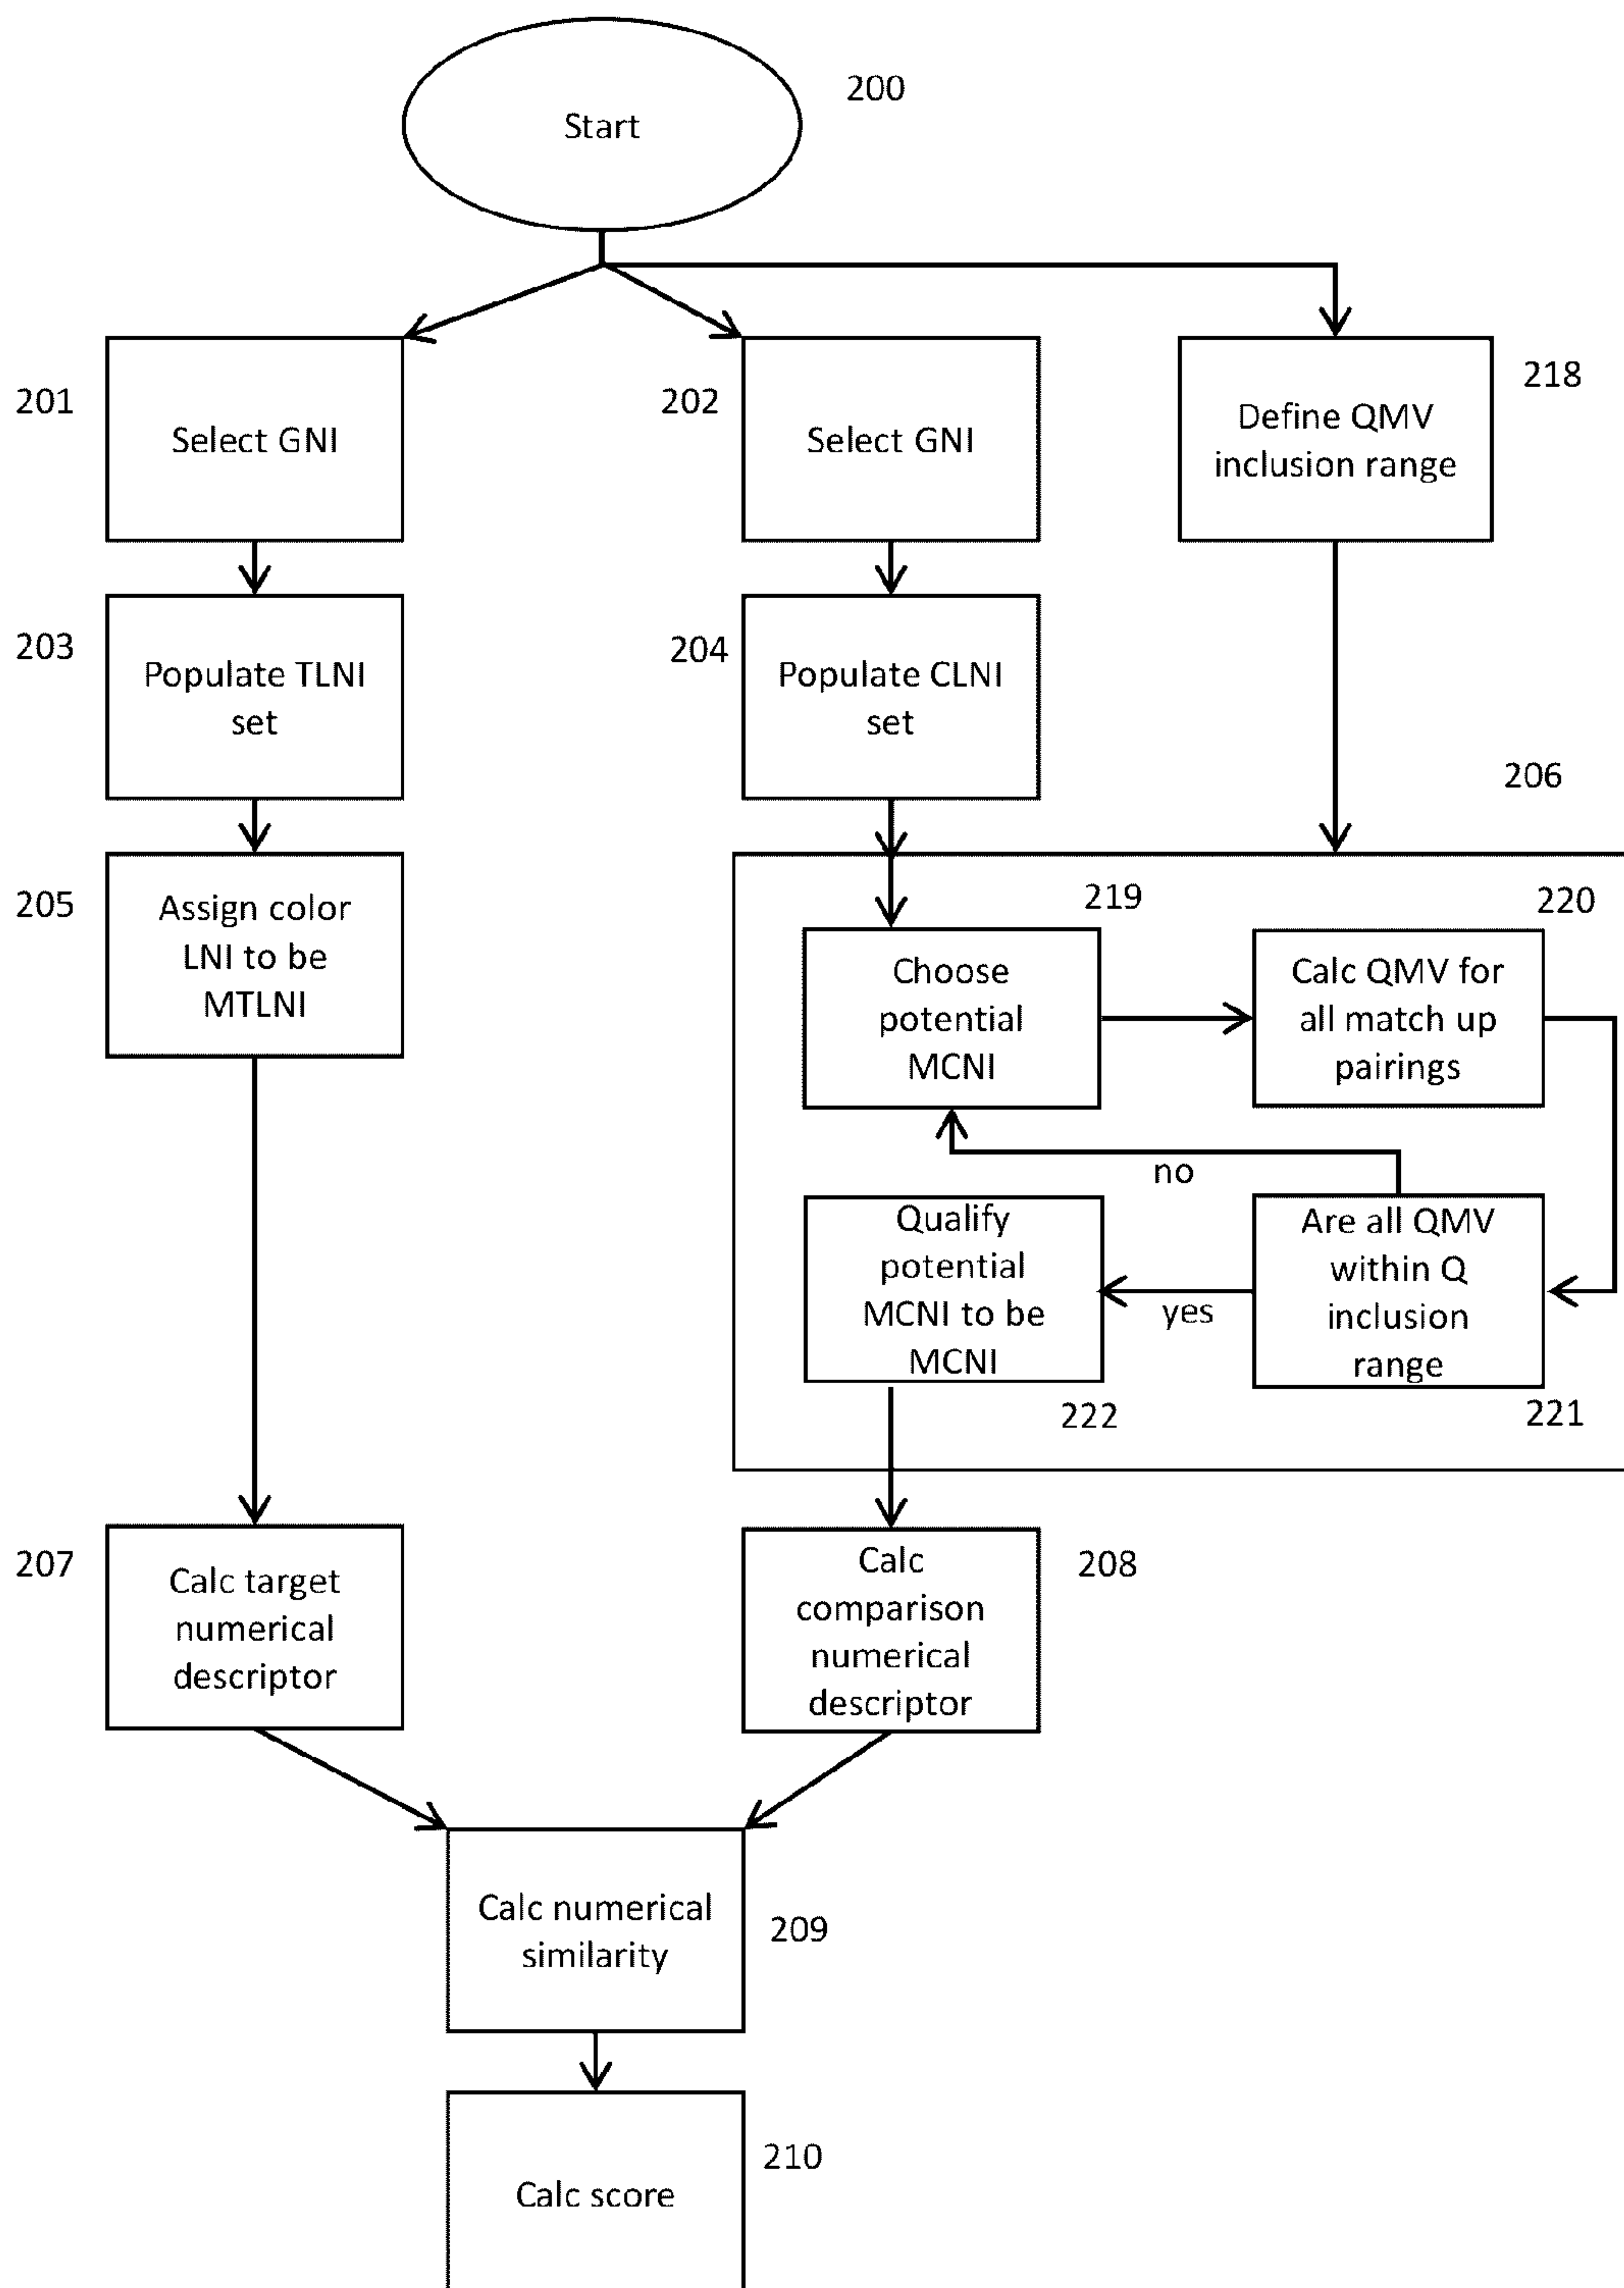 200
Start
201
Select GNI
202
Select GNI
218
Define QMV
inclusion range
203
Populate TLNI
set
204
Populate CLNI
set
206
205
Assign color
LNI to be
MTLNI
219
Choose
potential
MCNI
220
Calc QMV for
all match up
pairings
no
Qualify
potential
MCNI to be
MCNI
yes
Are all QMV
within Q
inclusion
range
222
221
207
Calc target
numerical
descriptor
Calc
comparison
numerical
descriptor
208
Calc numerical
similarity
209
210
Calc score